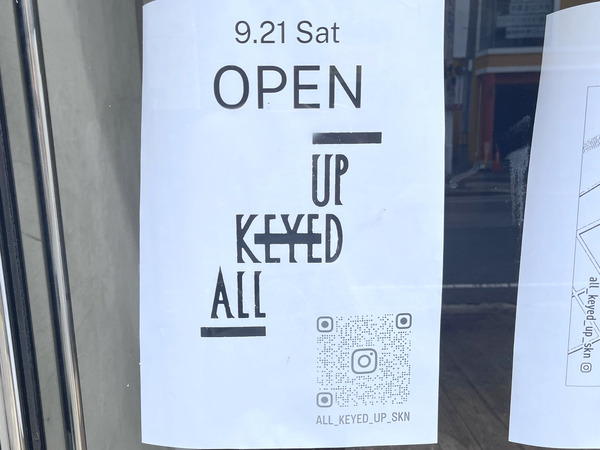 9.21 Sat
OPEN
UP
KEYED
ALL
ALL_KEYED_UP_SKN
all_keyed_up_skn